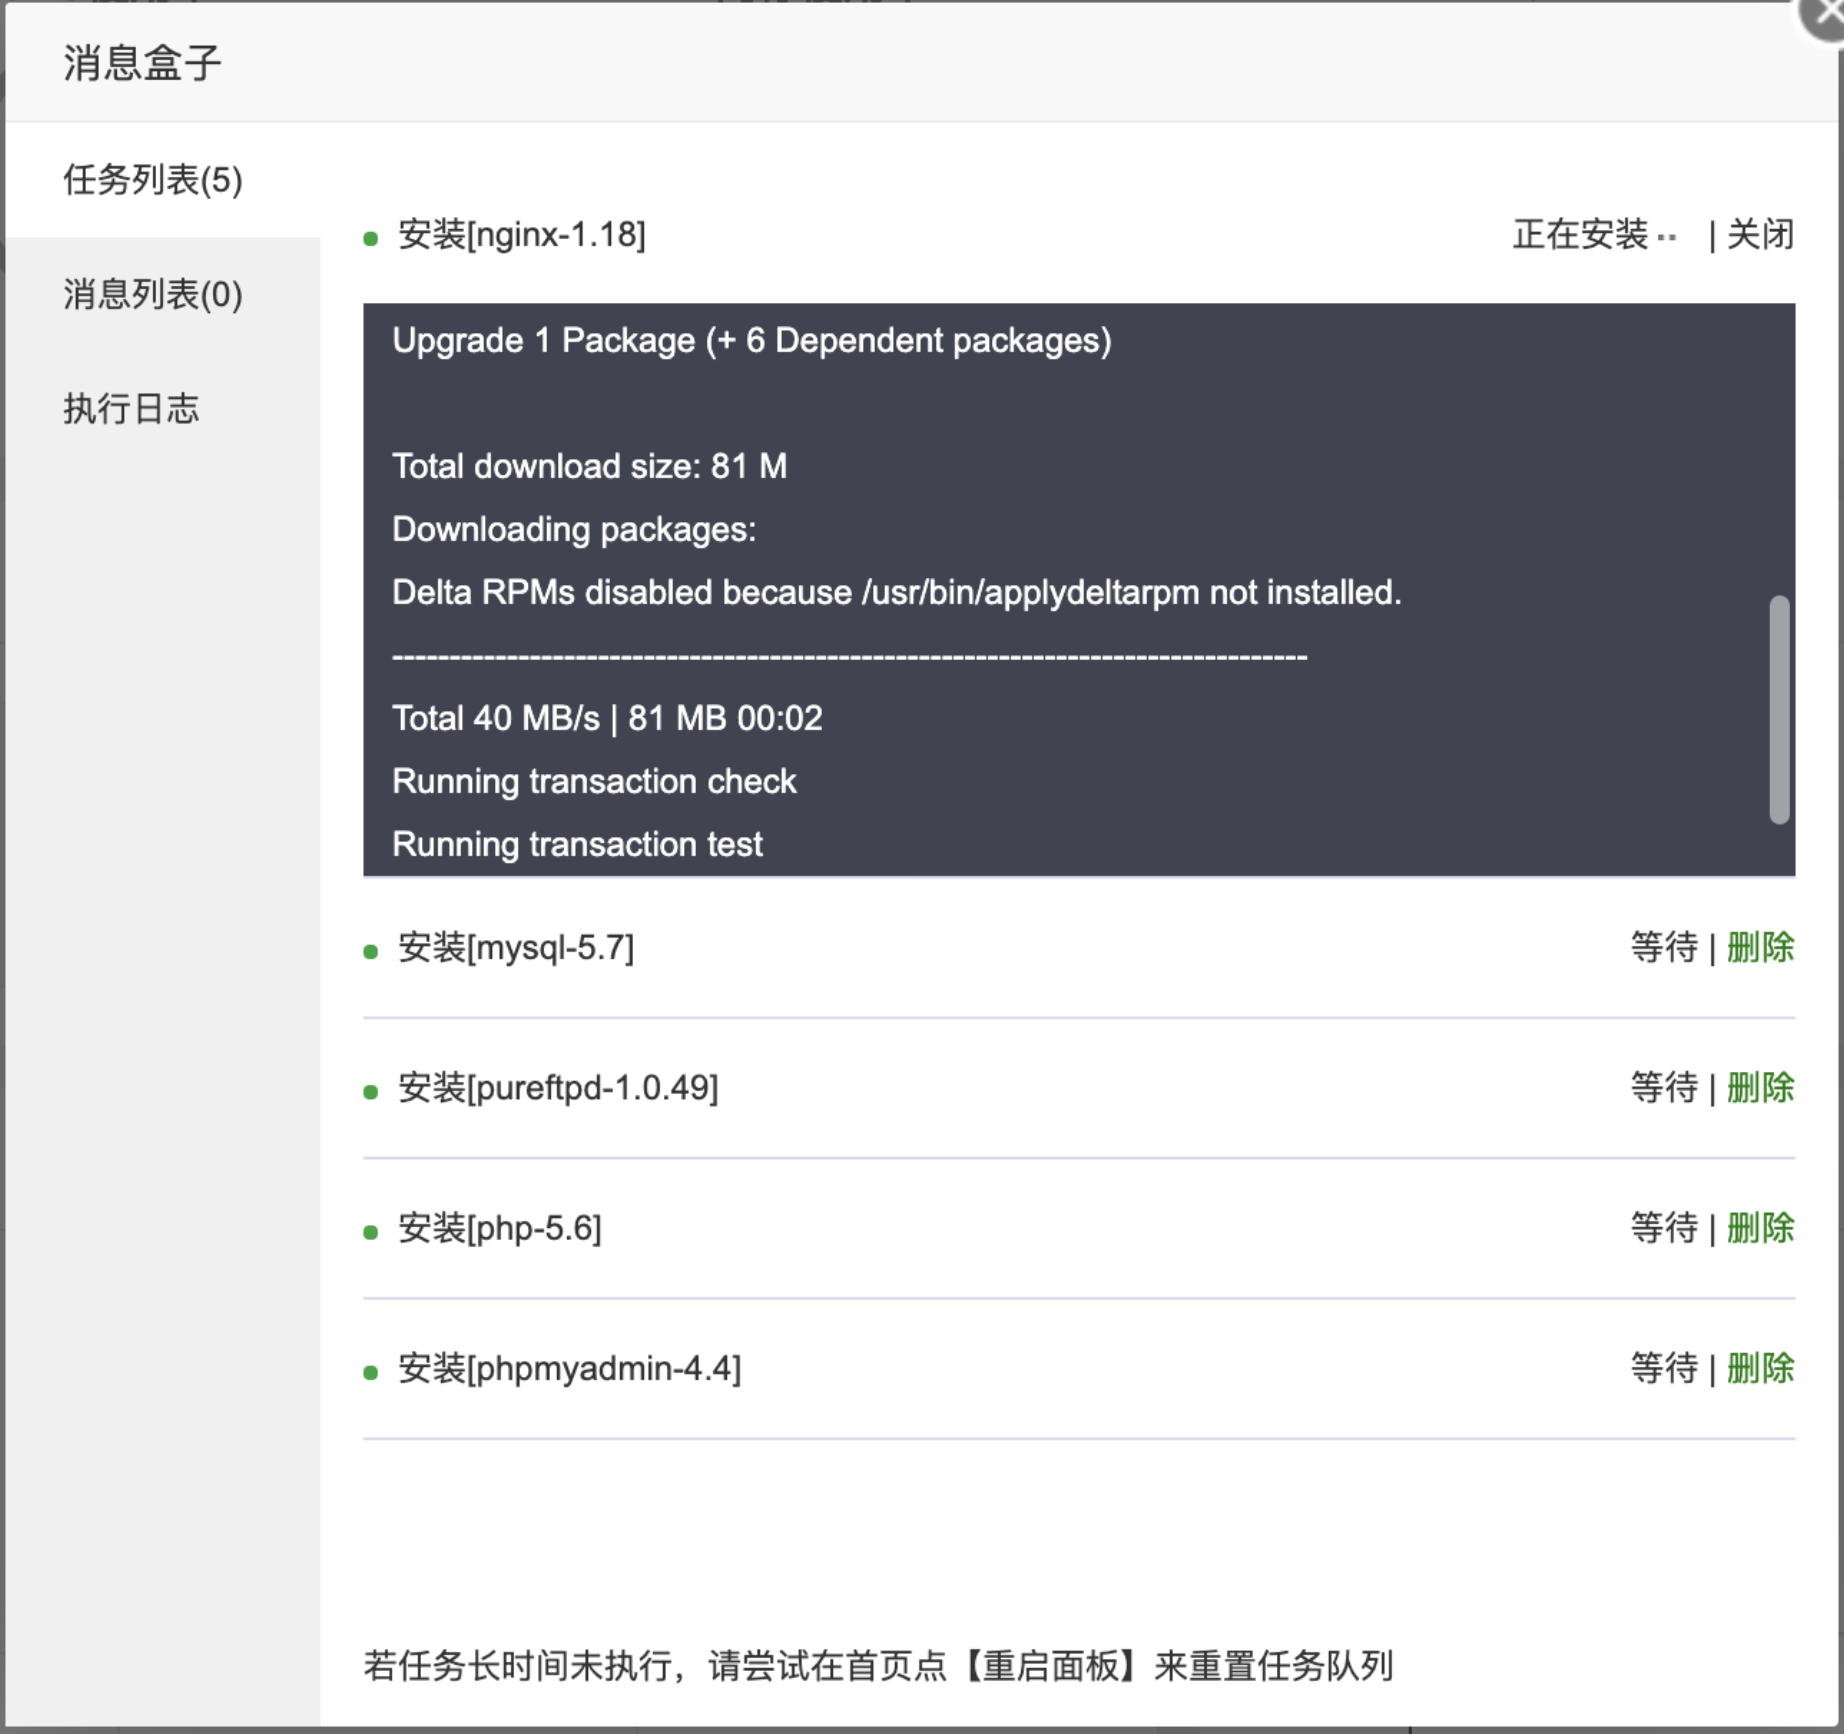 消息盒子
任务列表(5)
消息列表(0)
执行日志
安装[nginx-1.18]
正在安装 | 关闭
Upgrade 1 Package (+ 6 Dependent packages)
Total download size: 81 M
Downloading packages:
Delta RPMs disabled because /usr/bin/applydeltarpm not installed.
--------------------------------------------------------------------------------
Total 40 MB/s | 81 MB 00:02
Running transaction check
Running transaction test
安装[mysql-5.7]
等待 | 删除
安装[pureftpd-1.0.49]
等待 | 删除
安装[php-5.6]
等待 | 删除
安装[phpmyadmin-4.4]
等待 | 删除
若任务长时间未执行，请尝试在首页点【重启面板】来重置任务队列